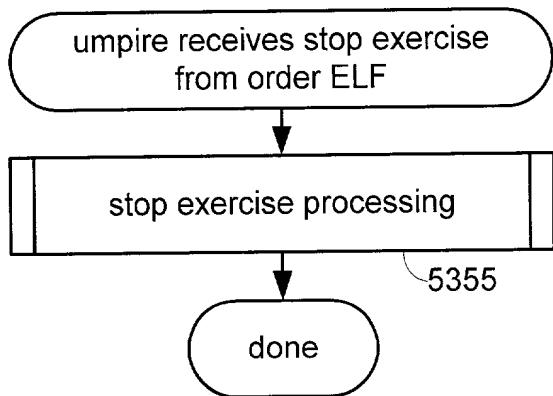 umpire receives stop exercise
from order ELF
stop exercise processing
5355
done